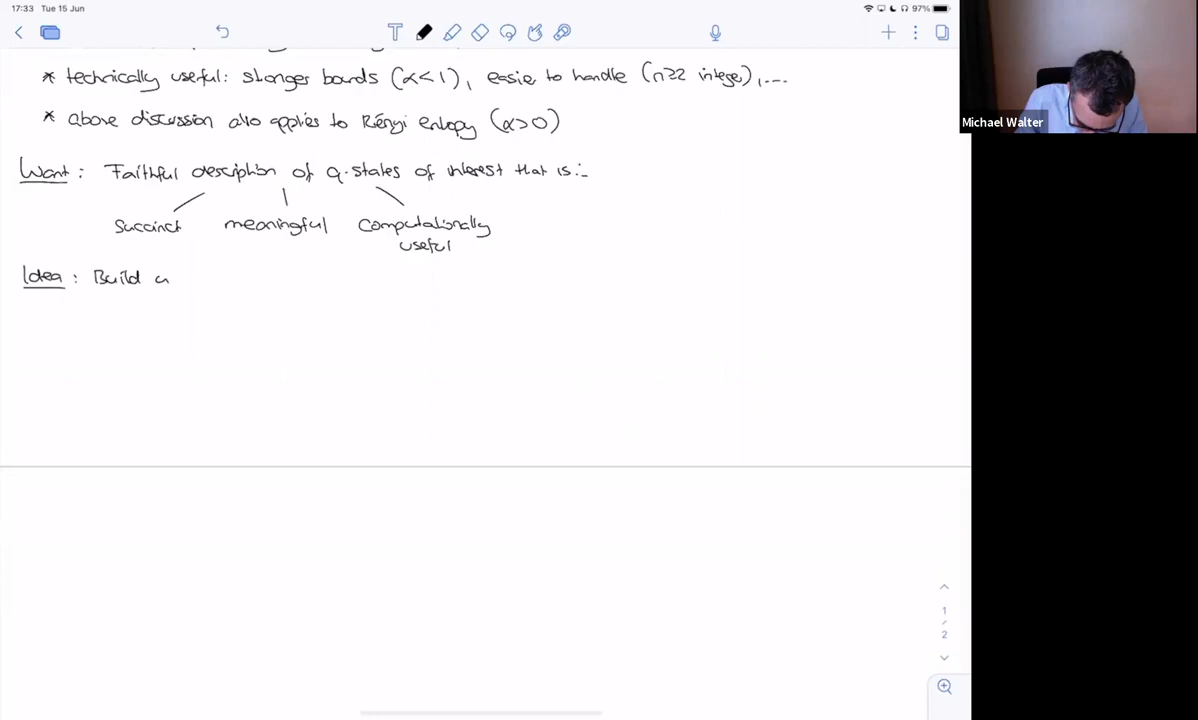 17:33 Tue 15 Jun
97%
* technically useful: stonger bounds (α<1), easier to handle (n≥2 integer), ....
* above discussion also applies to Rényi entropy (α>0)
Want: Faithful description of q. states of interest that is:-
succinct meaningful computationally
useful
Idea: Build
Michael Walter
1
/
2